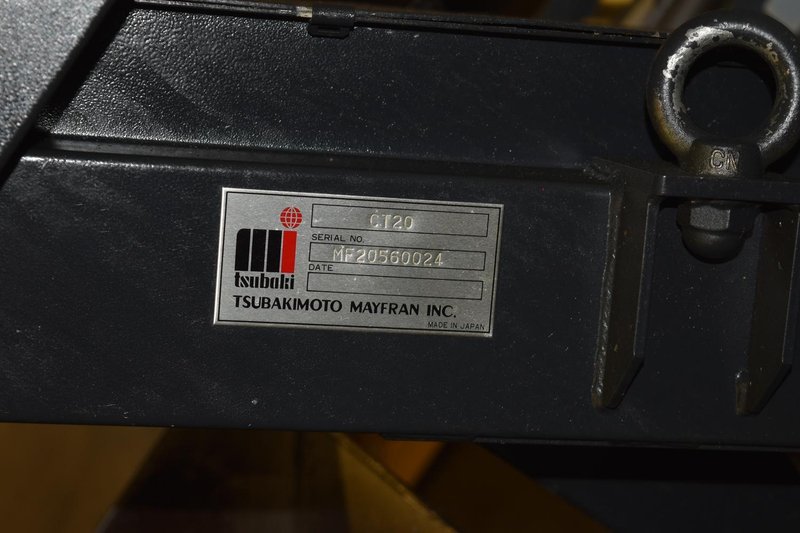 CT20
SERIAL NO.
MF20560024
DATE
tsubaki
TSUBAKIMOTO MAYFRAN INC.
MADE IN JAPAN
CN